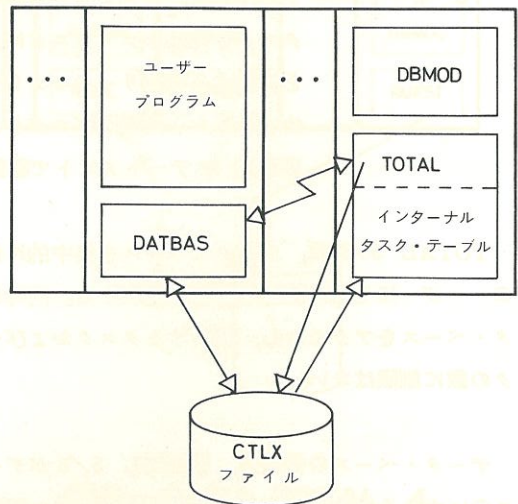 ...
ユーザー
プログラム
...
DBMOD
TOTAL
インターナル
タスク・テーブル
DATBAS
CTLX
ファイル